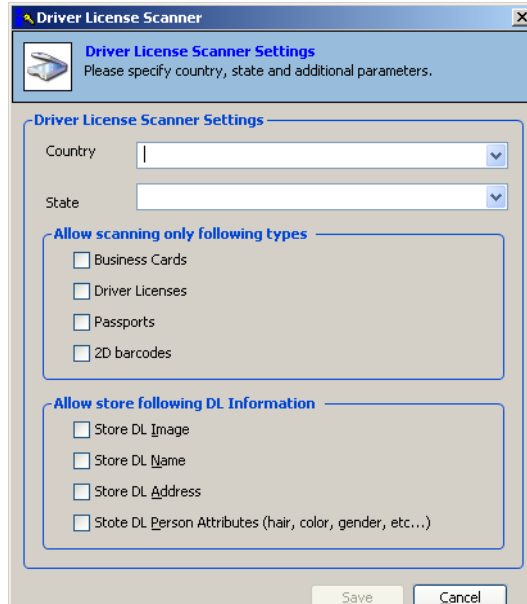 Driver License Scanner
Driver License Scanner Settings
Please specify country, state and additional parameters.
Driver License Scanner Settings
Country
State
Allow scanning only following types
Business Cards
Driver Licenses
Passports
2D barcodes
Allow store following DL Information
Store DL Image
Store DL Name
Store DL Address
Stote DL Person Attributes (hair, color, gender, etc...)
Save Cancel